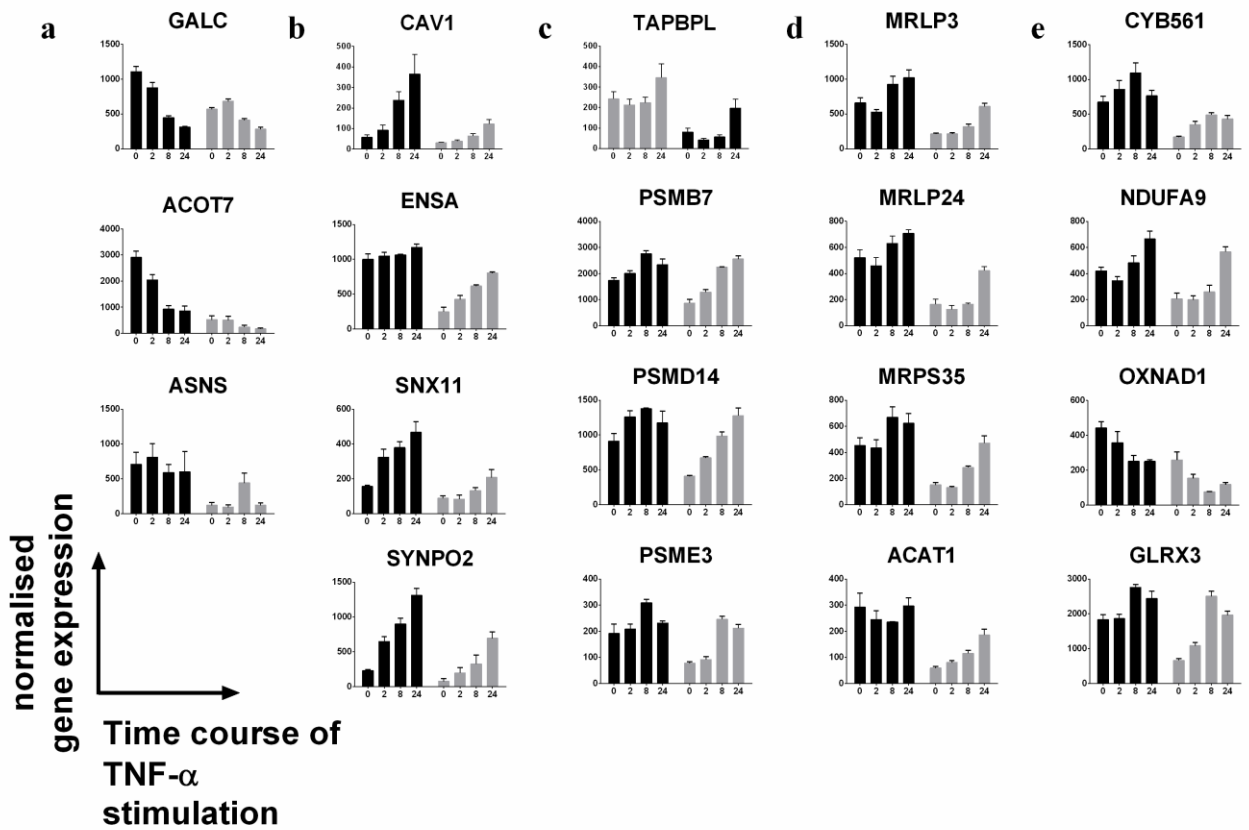 a
GALC
1500
1000
500
0
0 2 8 24 0 2 8 24
ACOT7
4000
3000
2000
1000
0
0 2 8 24 0 2 8 24
ASNS
1500
1000
500
0
0 2 8 24 0 2 8 24
b
CAV1
500
400
300
200
100
0
0 2 8 24 0 2 8 24
ENSA
1500
1000
500
0
0 2 8 24 0 2 8 24
SNX11
600
400
200
0
0 2 8 24 0 2 8 24
SYNPO2
1500
1000
500
0
0 2 8 24 0 2 8 24
c
TAPBPL
500
400
300
200
100
0
0 2 8 24 0 2 8 24
PSMB7
4000
3000
2000
1000
0
0 2 8 24 0 2 8 24
PSMD14
1500
1000
500
0
0 2 8 24 0 2 8 24
PSME3
400
300
200
100
0
0 2 8 24 0 2 8 24
d
MRLP3
1500
1000
500
0
0 2 8 24 0 2 8 24
MRLP24
800
600
400
200
0
0 2 8 24 0 2 8 24
MRPS35
800
600
400
200
0
0 2 8 24 0 2 8 24
ACAT1
400
300
200
100
0
0 2 8 24 0 2 8 24
e
CYB561
1500
1000
500
0
0 2 8 24 0 2 8 24
NDUFA9
800
600
400
200
0
0 2 8 24 0 2 8 24
OXNAD1
600
400
200
0
0 2 8 24 0 2 8 24
GLRX3
3000
2000
1000
0
0 2 8 24 0 2 8 24
normalised
gene expression
Time course of
TNF-α
stimulation